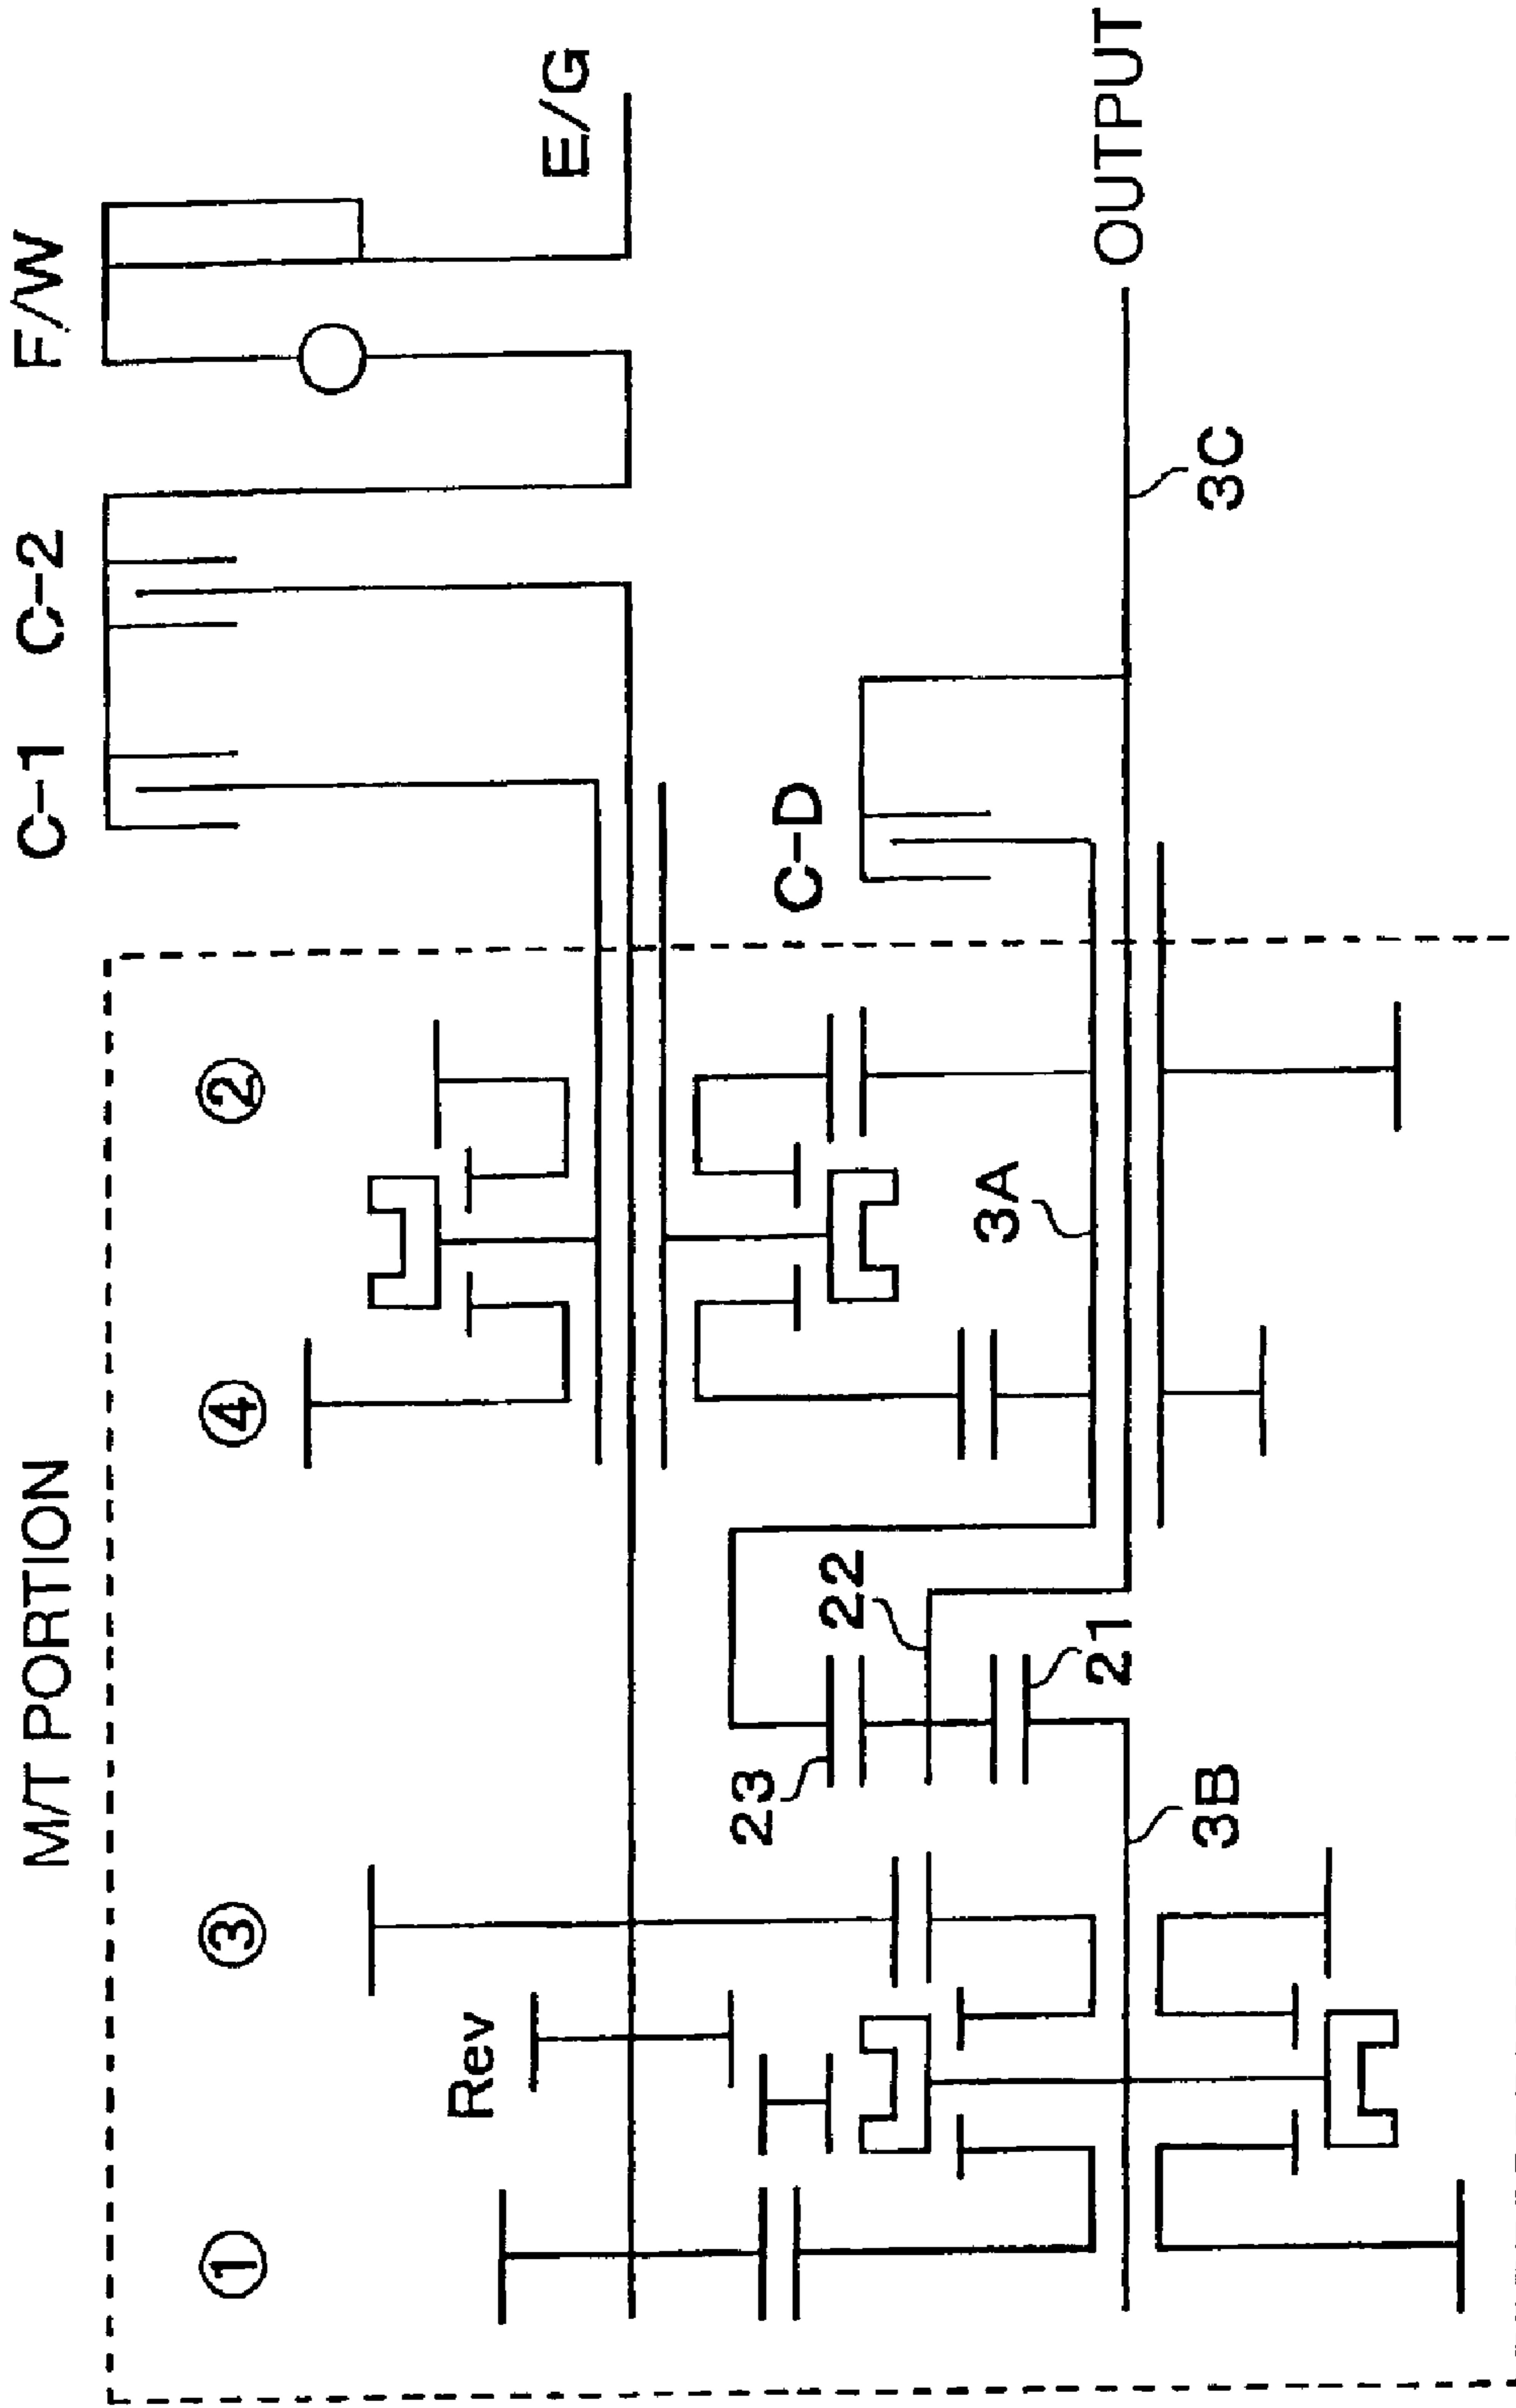 M/T PORTION
F/W
C-1
C-2
E/G
①
③
④
②
Rev
C-D
3A
22
23
21
3B
3C
OUTPUT